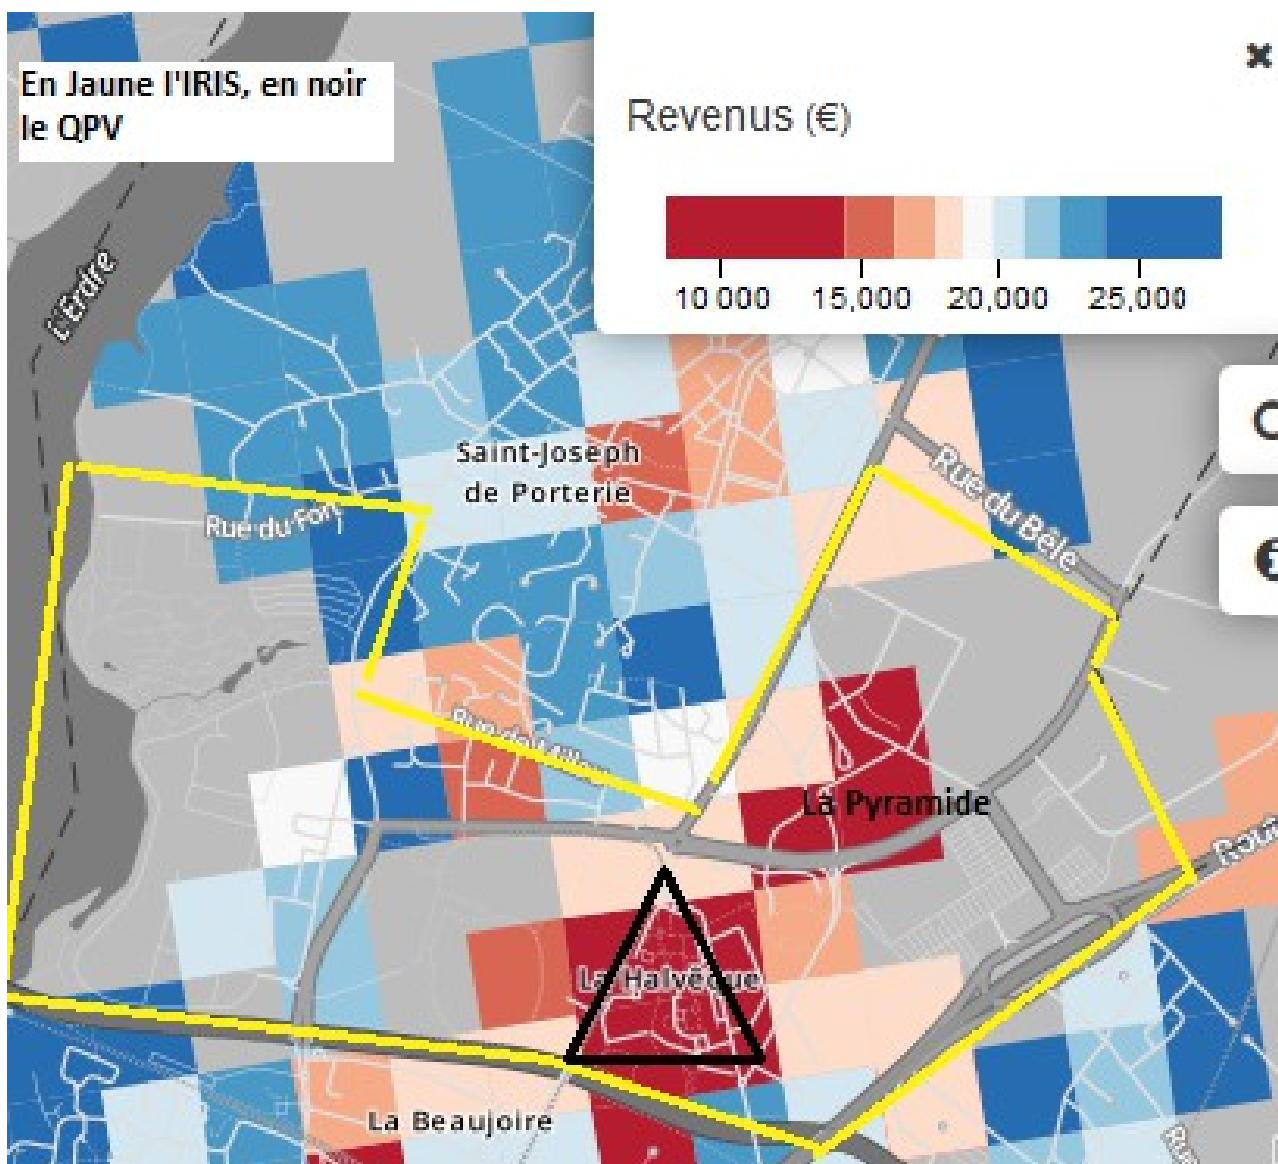 En Jaune l'IRIS, en noir
le QPV
Revenus (€)
10 000 15,000 20,000 25,000
L'Erdre
Saint-Joseph
de Porterie
Rue du Fort
Rue du Bêle
La Pyramide
La Halvêque
La Beaujoire